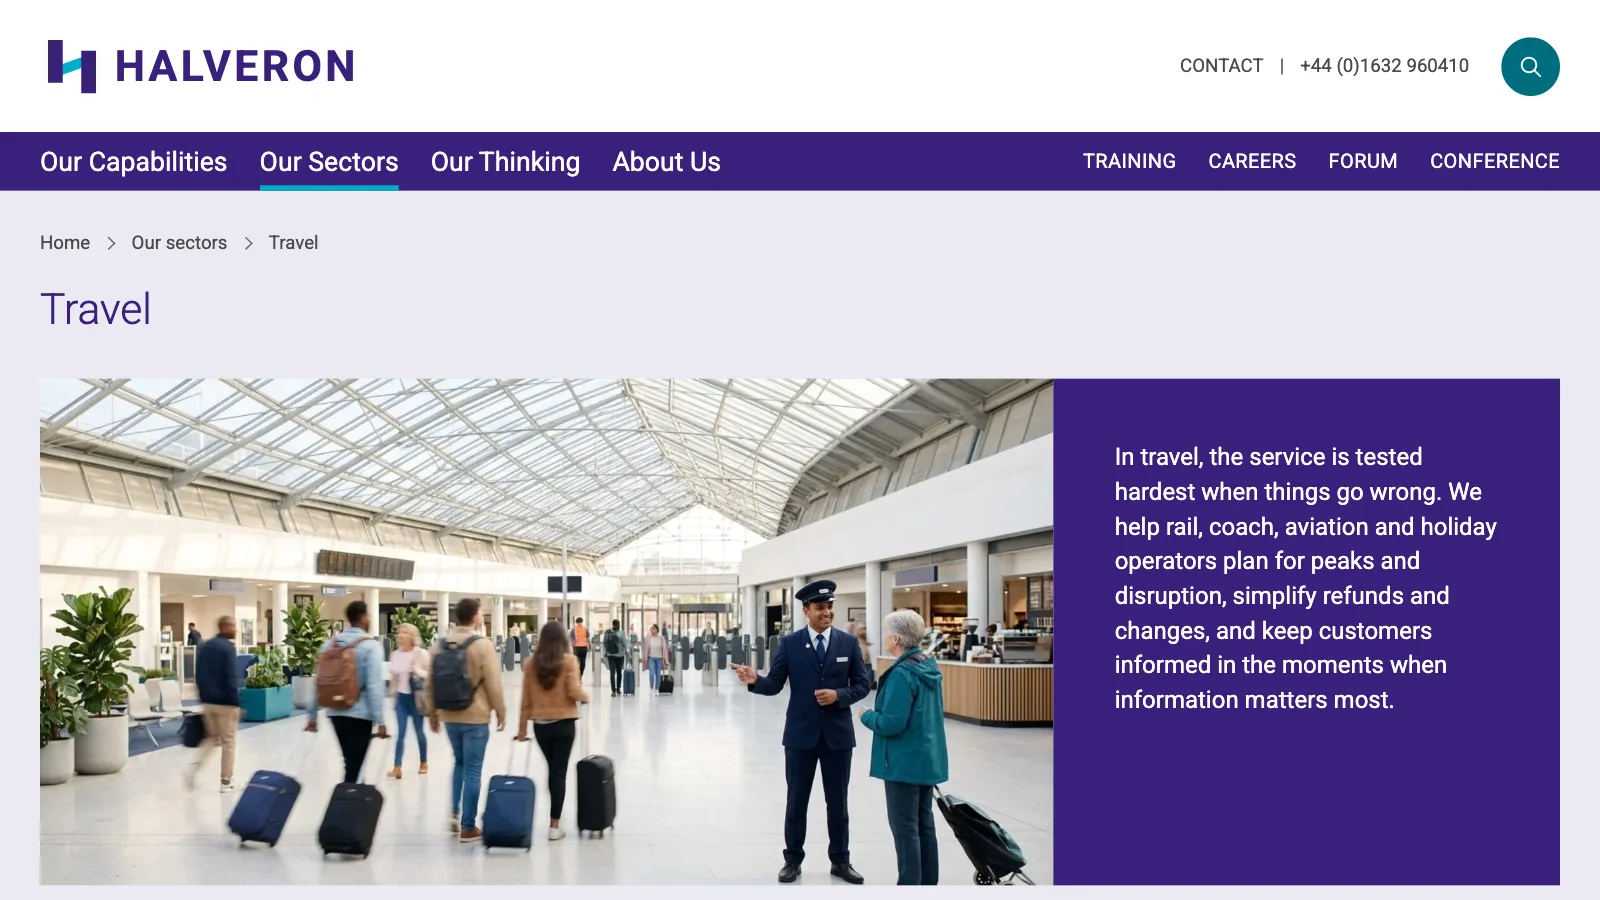 HALVERON
CONTACT | +44 (0)1632 960410
Our Capabilities Our Sectors Our Thinking About Us TRAINING CAREERS FORUM CONFERENCE
Home > Our sectors > Travel
Travel
In travel, the service is tested
hardest when things go wrong. We
help rail, coach, aviation and holiday
operators plan for peaks and
disruption, simplify refunds and
changes, and keep customers
informed in the moments when
information matters most.